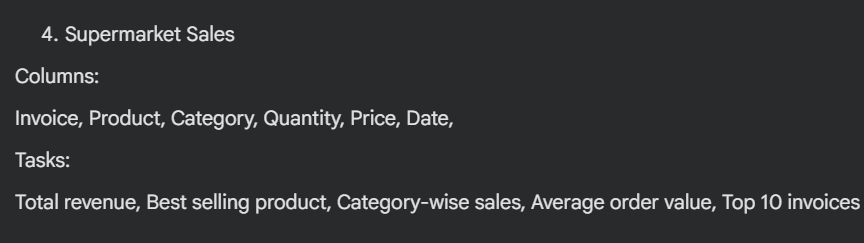 4. Supermarket Sales
Columns:
Invoice, Product, Category, Quantity, Price, Date,
Tasks:
Total revenue, Best selling product, Category-wise sales, Average order value, Top 10 invoices